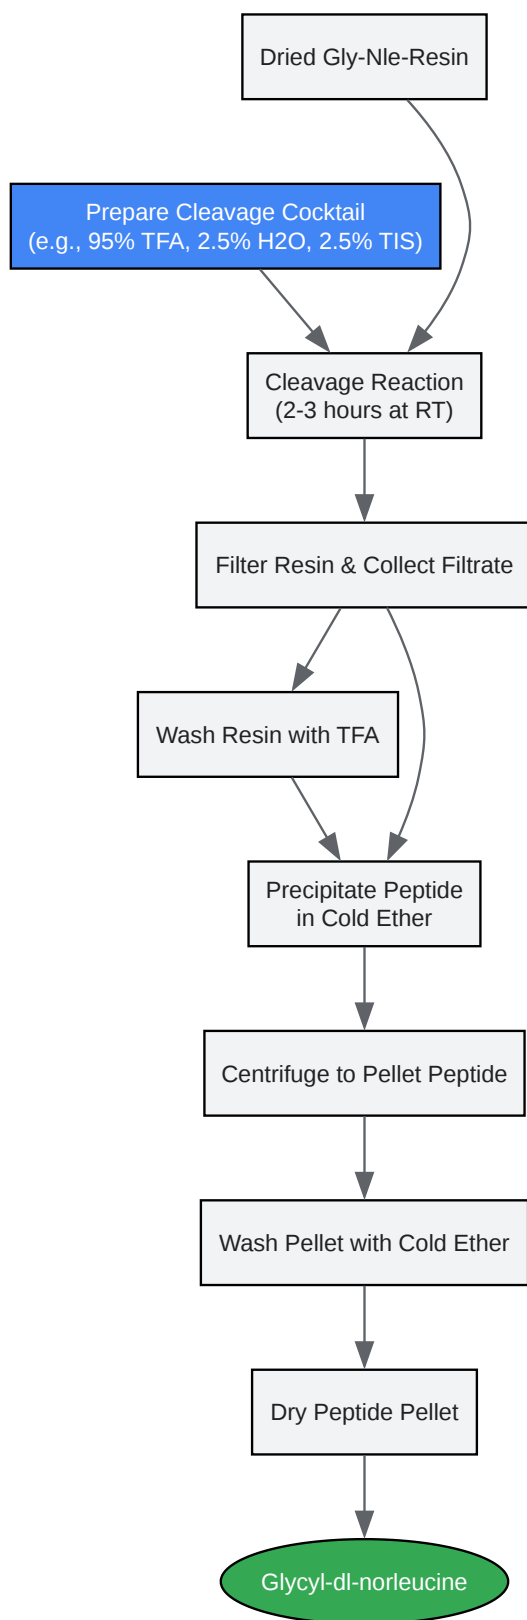 Dried Gly-Nle-Resin
Prepare Cleavage Cocktail
(e.g., 95% TFA, 2.5% H2O, 2.5% TIS)
Cleavage Reaction
(2-3 hours at RT)
Filter Resin & Collect Filtrate
Wash Resin with TFA
Precipitate Peptide
in Cold Ether
Centrifuge to Pellet Peptide
Wash Pellet with Cold Ether
Dry Peptide Pellet
Glycyl-dl-norleucine